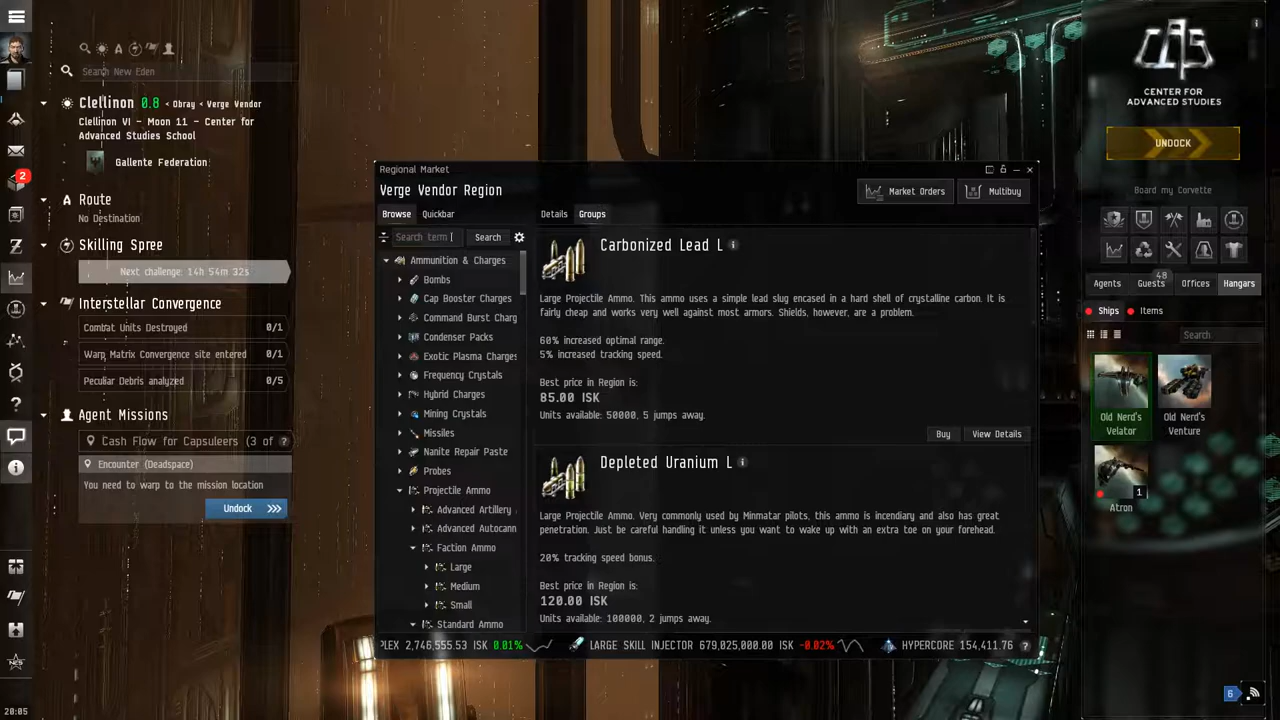 Search New Eden
Clellinon 0.8 < Obray < Verge Vendor
Clellinon VI - Moon 11 - Center for
Advanced Studies School
Gallente Federation
2
Route
No Destination
Skilling Spree
Next challenge: 14h 54m 32s
Interstellar Convergence
Combat Units Destroyed 0/1
Warp Matrix Convergence site entered 0/1
Peculiar Debris analyzed 0/5
Agent Missions
Cash Flow for Capsuleers (3 of ?
Encounter (Deadspace)
You need to warp to the mission location
Undock
20:05
Regional Market
Verge Vendor Region
Market Orders
Multibuy
Browse Quickbar
Details Groups
Search term
Search
Ammunition & Charges
Bombs
Cap Booster Charges
Command Burst Charg
Condenser Packs
Exotic Plasma Charges
Frequency Crystals
Hybrid Charges
Mining Crystals
Missiles
Nanite Repair Paste
Probes
Projectile Ammo
Advanced Artillery
Advanced Autocann
Faction Ammo
Large
Medium
Small
Standard Ammo
Carbonized Lead L
Large Projectile Ammo. This ammo uses a simple lead slug encased in a hard shell of crystalline carbon. It is
fairly cheap and works very well against most armors. Shields, however, are a problem.
60% increased optimal range.
5% increased tracking speed.
Best price in Region is:
85.00 ISK
Units available: 50000, 5 jumps away.
Buy View Details
Depleted Uranium L
Large Projectile Ammo. Very commonly used by Minmatar pilots, this ammo is incendiary and also has great
penetration. Just be careful handling it unless you want to wake up with an extra toe on your forehead.
20% tracking speed bonus.
Best price in Region is:
120.00 ISK
Units available: 100000, 2 jumps away.
PLEX 2,746,555.53 ISK 0.01% LARGE SKILL INJECTOR 679,025,000.00 ISK -0.02% HYPERCORE 154,411.76 ?
CENTER FOR
ADVANCED STUDIES
UNDOCK
Board my Corvette
48
Agents Guests Offices Hangars
Ships Items
Search
Old Nerd's
Velator
Old Nerd's
Venture
1
Atron
6